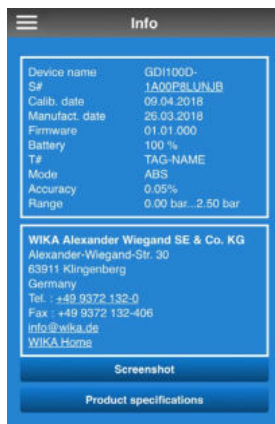 Info
Device name GDI100D-
S# 1A00P8LUNJB
Calib. date 09.04.2018
Manufact. date 26.03.2018
Firmware 01.01.000
Battery 100 %
T# TAG-NAME
Mode ABS
Accuracy 0.05%
Range 0.00 bar...2.50 bar
WIKA Alexander Wiegand SE & Co. KG
Alexander-Wiegand-Str. 30
63911 Klingenberg
Germany
Tel. : +49 9372 132-0
Fax : +49 9372 132-406
info@wika.de
WIKA Home
Screenshot
Product specifications